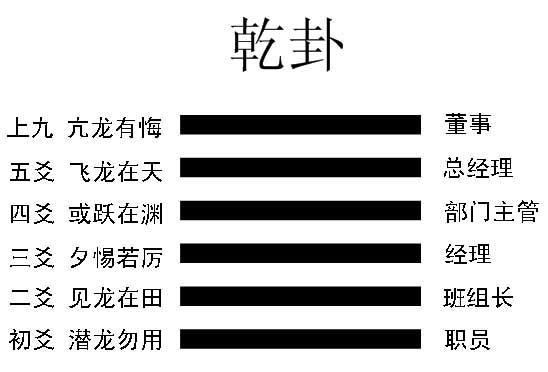 乾卦
上九 亢龙有悔 董事
五爻 飞龙在天 总经理
四爻 或跃在渊 部门主管
三爻 夕惕若厉 经理
二爻 见龙在田 班组长
初爻 潜龙勿用 职员